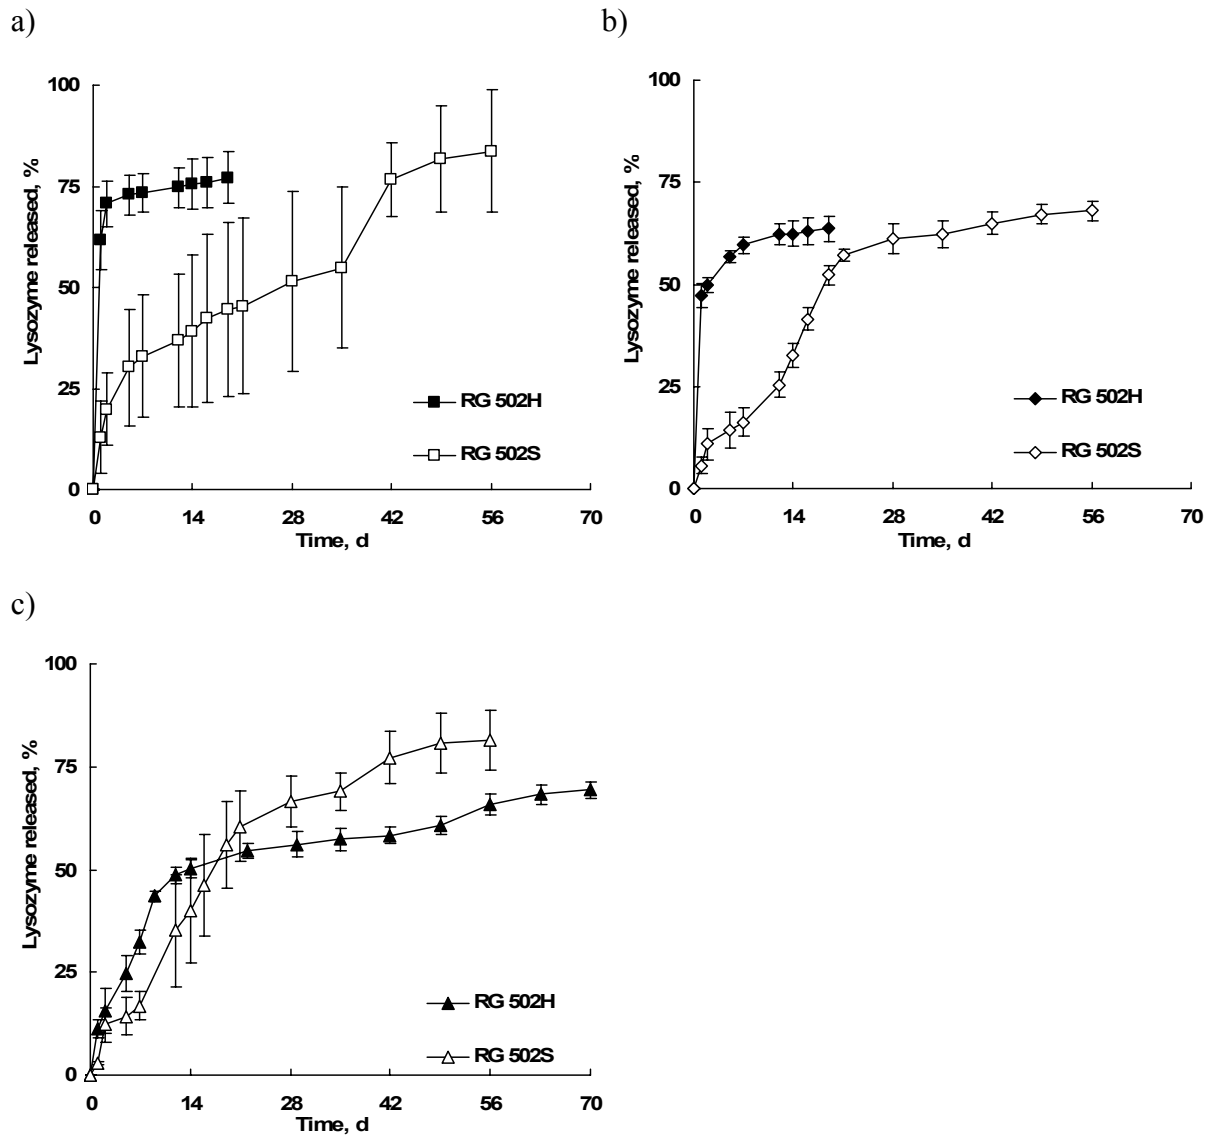 a)
100
75
50
25
0
Lysozyme released, %
0 14 28 42 56 70
Time, d
RG 502H
RG 502S
b)
100
75
50
25
0
Lysozyme released, %
0 14 28 42 56 70
Time, d
RG 502H
RG 502S
c)
100
75
50
25
0
Lysozyme released, %
0 14 28 42 56 70
Time, d
RG 502H
RG 502S